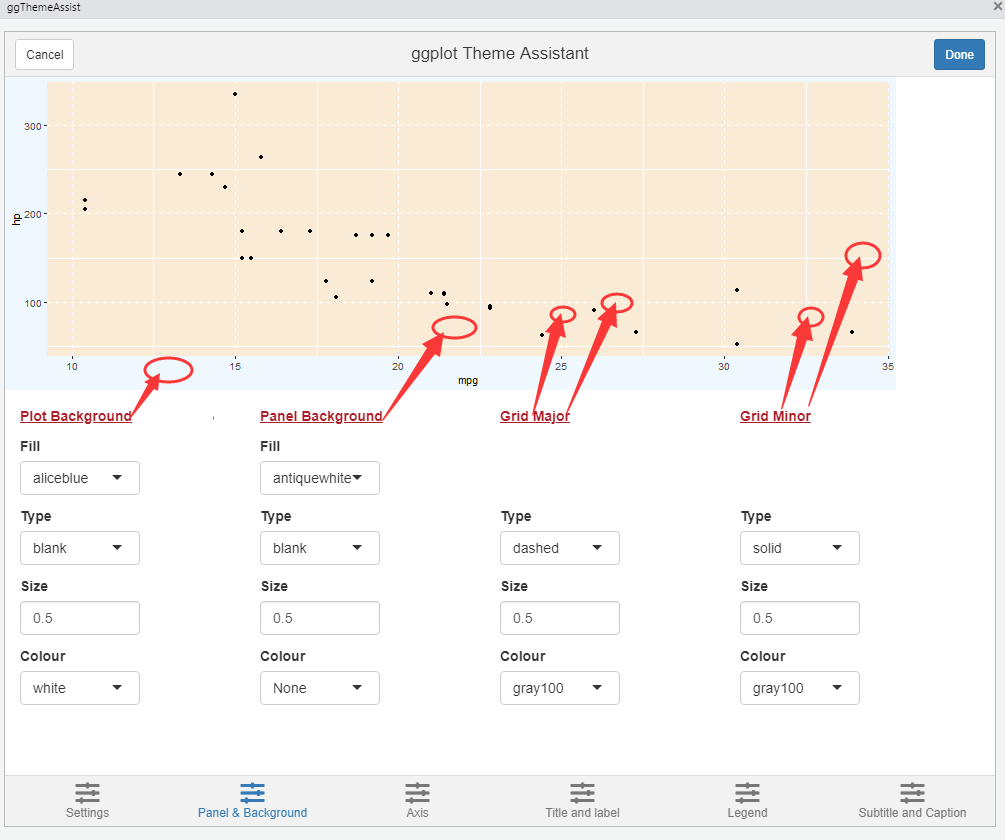 ggThemeAssist
Cancel
ggplot Theme Assistant
Done
300
200
100
hp
10
15
20
25
30
35
mpg
Plot Background
Panel Background
Grid Major
Grid Minor
Fill
Fill
aliceblue
antiquewhite
Type
Type
Type
Type
blank
blank
dashed
solid
Size
Size
Size
Size
0.5
0.5
0.5
0.5
Colour
Colour
Colour
Colour
white
None
gray100
gray100
Settings
Panel & Background
Axis
Title and label
Legend
Subtitle and Caption